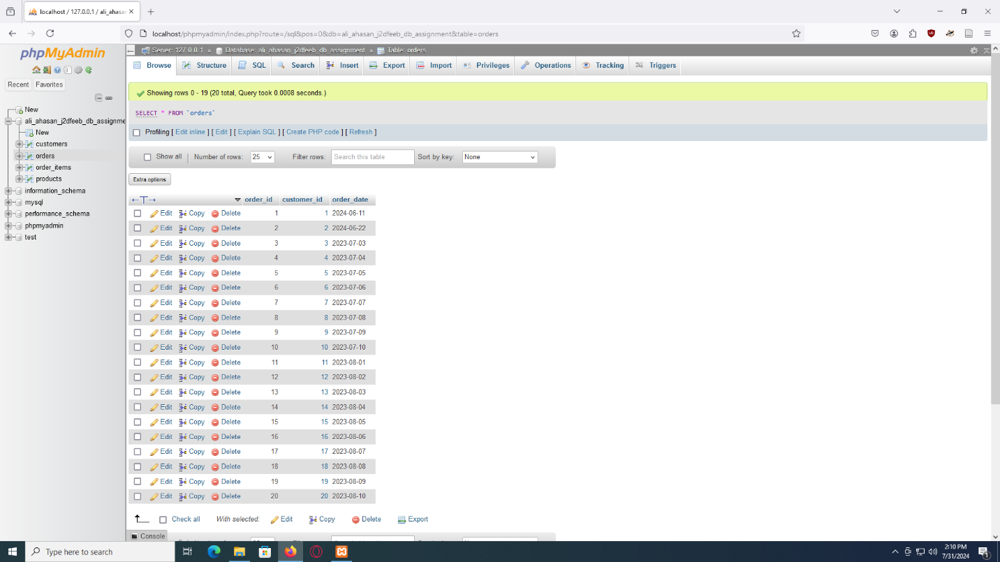 localhost / 127.0.0.1 / ali_ahasan
localhost/phpmyadmin/index.php?route=/sql&pos=0&db=ali_ahasan_j2dfeeb_db_assignment&table=orders
phpMyAdmin
Recent Favorites
New
ali_ahasan_j2dfeeb_db_assignme
New
customers
orders
order_items
products
information_schema
mysql
performance_schema
phpmyadmin
test
Server: 127.0.0.1 » Database: ali_ahasan_j2dfeeb_db_assignment » Table: orders
Browse Structure SQL Search Insert Export Import Privileges Operations Tracking Triggers
Showing rows 0 - 19 (20 total, Query took 0.0008 seconds.)
SELECT * FROM `orders`
Profiling [ Edit inline ] [ Edit ] [ Explain SQL ] [ Create PHP code ] [ Refresh ]
Show all Number of rows: 25 Filter rows: Search this table Sort by key: None
Extra options
←T→ order_id customer_id order_date
Edit Copy Delete 1 1 2024-06-11
Edit Copy Delete 2 2 2024-06-22
Edit Copy Delete 3 3 2023-07-03
Edit Copy Delete 4 4 2023-07-04
Edit Copy Delete 5 5 2023-07-05
Edit Copy Delete 6 6 2023-07-06
Edit Copy Delete 7 7 2023-07-07
Edit Copy Delete 8 8 2023-07-08
Edit Copy Delete 9 9 2023-07-09
Edit Copy Delete 10 10 2023-07-10
Edit Copy Delete 11 11 2023-08-01
Edit Copy Delete 12 12 2023-08-02
Edit Copy Delete 13 13 2023-08-03
Edit Copy Delete 14 14 2023-08-04
Edit Copy Delete 15 15 2023-08-05
Edit Copy Delete 16 16 2023-08-06
Edit Copy Delete 17 17 2023-08-07
Edit Copy Delete 18 18 2023-08-08
Edit Copy Delete 19 19 2023-08-09
Edit Copy Delete 20 20 2023-08-10
Check all With selected: Edit Copy Delete Export
Console
Type here to search
2:10 PM
7/31/2024
1